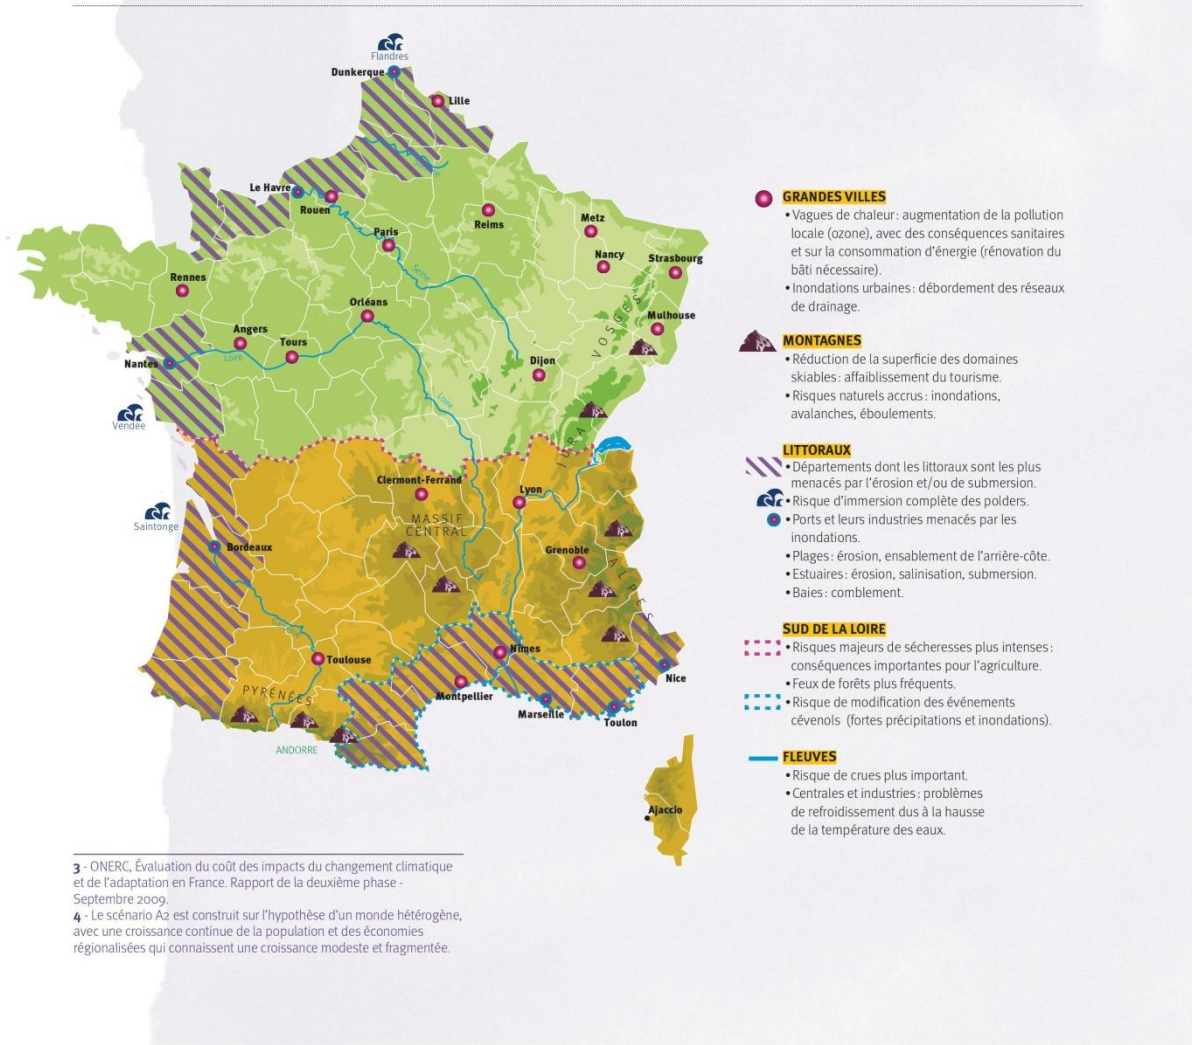 Flandres
Dunkerque
Lille
Somme
Le Havre
Rouen
Reims
Metz
Paris
Nancy
Strasbourg
Seine
Rennes
Orléans
VOSGES
Mulhouse
Angers
Tours
Loire
Nantes
Dijon
Loire
Vendée
JURA
Clermont-Ferrand
Lyon
MASSIF
CENTRAL
Saintonge
Bordeaux
Grenoble
ALPES
Rhône
Nîmes
Toulouse
Nice
PYRÉNÉES
Montpellier
Marseille
Toulon
ANDORRE
Ajaccio
GRANDES VILLES
• Vagues de chaleur : augmentation de la pollution
locale (ozone), avec des conséquences sanitaires
et sur la consommation d'énergie (rénovation du
bâti nécessaire).
• Inondations urbaines : débordement des réseaux
de drainage.
MONTAGNES
• Réduction de la superficie des domaines
skiables : affaiblissement du tourisme.
• Risques naturels accrus : inondations,
avalanches, éboulements.
LITTORAUX
• Départements dont les littoraux sont les plus
menacés par l'érosion et/ou de submersion.
• Risque d'immersion complète des polders.
• Ports et leurs industries menacés par les
inondations.
• Plages : érosion, ensablement de l'arrière-côte.
• Estuaires : érosion, salinisation, submersion.
• Baies : comblement.
SUD DE LA LOIRE
• Risques majeurs de sécheresses plus intenses :
conséquences importantes pour l'agriculture.
• Feux de forêts plus fréquents.
• Risque de modification des événements
cévenols (fortes précipitations et inondations).
FLEUVES
• Risque de crues plus important.
• Centrales et industries : problèmes
de refroidissement dus à la hausse
de la température des eaux.
3 - ONERC, Évaluation du coût des impacts du changement climatique
et de l'adaptation en France. Rapport de la deuxième phase -
Septembre 2009.
4 - Le scénario A2 est construit sur l'hypothèse d'un monde hétérogène,
avec une croissance continue de la population et des économies
régionalisées qui connaissent une croissance modeste et fragmentée.